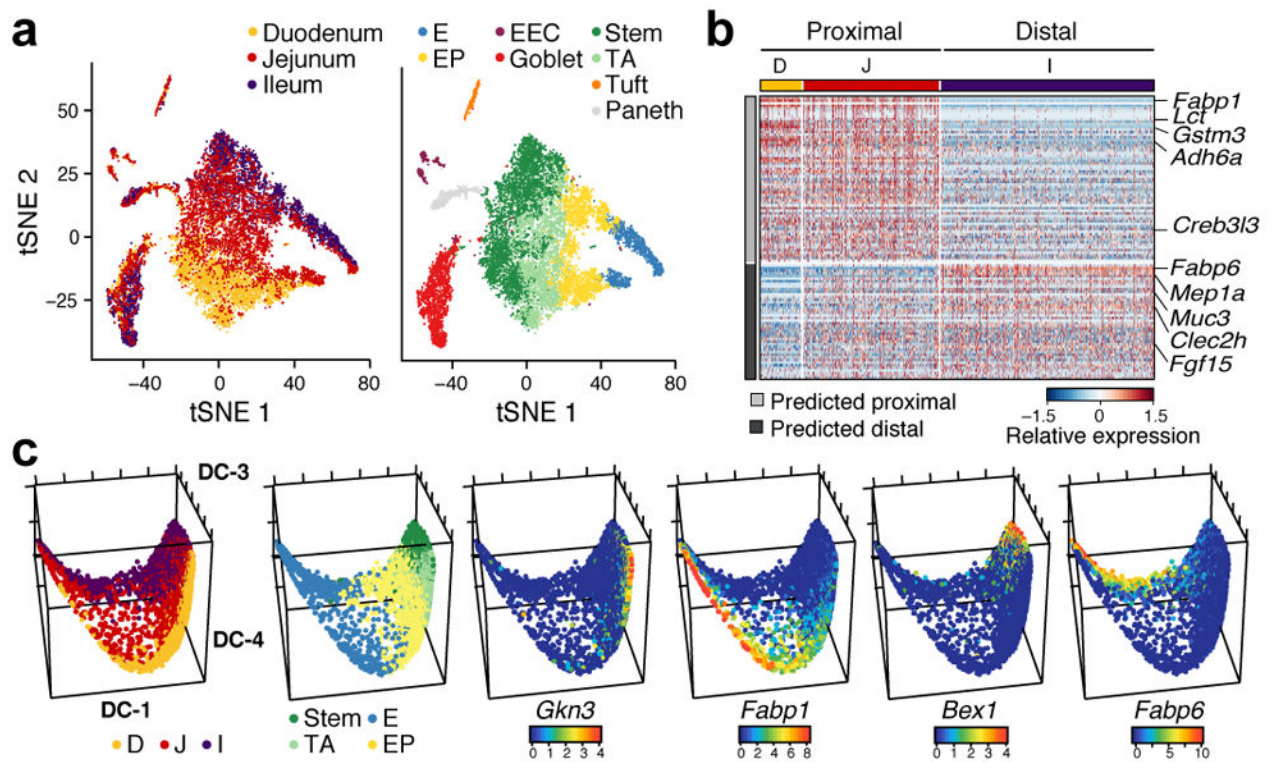 a
Duodenum
Jejunum
Ileum
E
EP
EEC
Goblet
Stem
TA
Tuft
Paneth
tSNE 2
50
25
0
−25
−40 0 40 80
tSNE 1
−40 0 40 80
tSNE 1
b
Proximal Distal
D J I
Fabp1
Lct
Gstm3
Adh6a
Creb3l3
Fabp6
Mep1a
Muc3
Clec2h
Fgf15
Predicted proximal
Predicted distal
−1.5 0 1.5
Relative expression
c
DC-3
DC-4
DC-1
D J I
Stem E
TA EP
Gkn3
0 1 2 3 4
Fabp1
0 2 4 6 8
Bex1
0 1 2 3 4
Fabp6
0 5 10